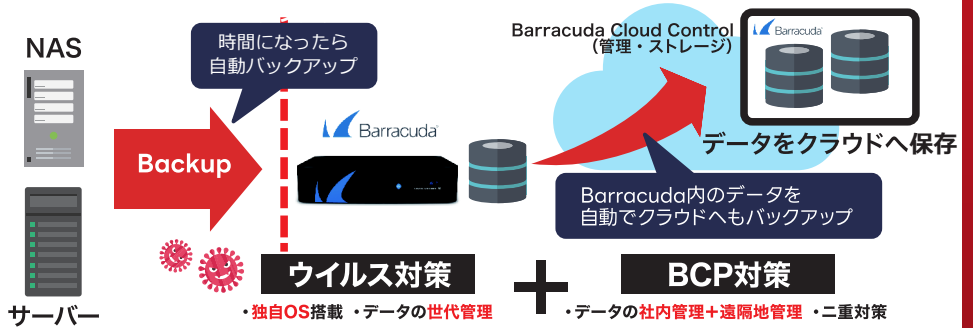 NAS
時間になったら
自動バックアップ
Barracuda Cloud Control
（管理・ストレージ）
Barracuda
Backup
Barracuda
データをクラウドへ保存
Barracuda内のデータを
自動でクラウドへもバックアップ
サーバー
ウイルス対策
+
BCP対策
・独自OS搭載 ・データの世代管理
・データの社内管理＋遠隔地管理 ・二重対策